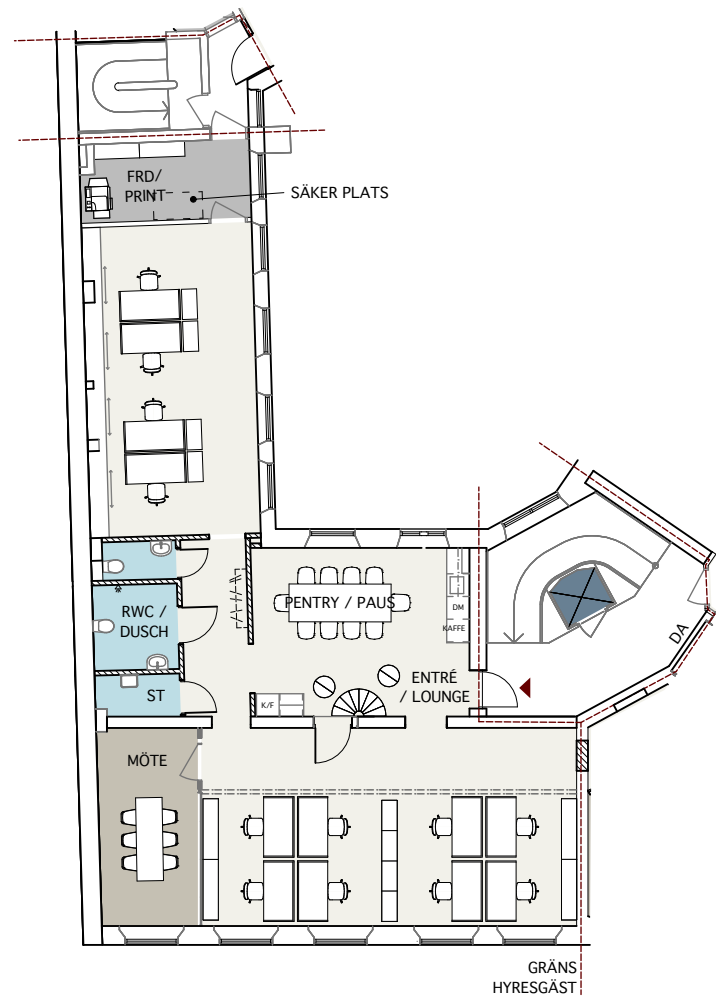 FRD/
PRINT
SÄKER PLATS
RWC /
DUSCH
PENTRY / PAUS
DM
KAFFE
DA
ENTRÉ
/ LOUNGE
ST
K/F
MÖTE
GRÄNS
HYRESGÄST